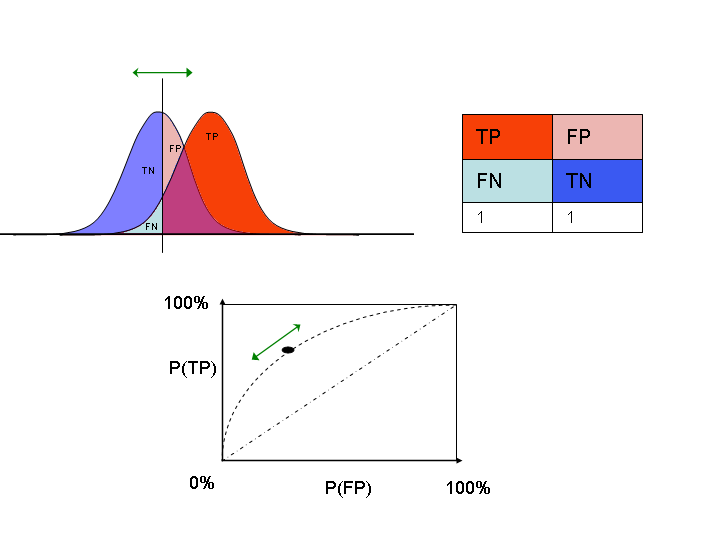 TP
FP
TN
FN
TP FP
FN TN
1 1
100%
P(TP)
0%
P(FP)
100%